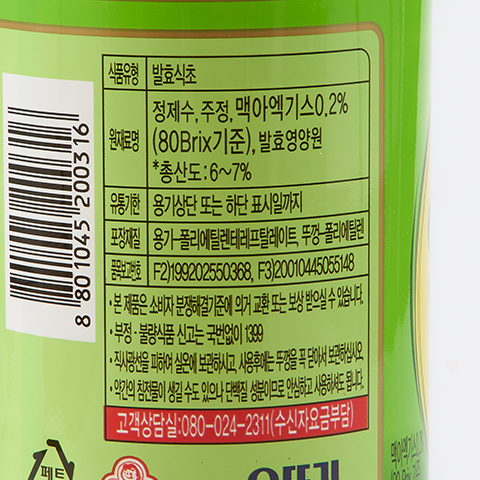 식품유형 발효식초
원재료명 정제수, 주정, 맥아엑기스0.2%
(80Brix기준), 발효영양원
*총산도: 6~7%
유통기한 용기상단 또는 하단 표시일까지
포장재질 용기-폴리에틸렌테레프탈레이트, 뚜껑-폴리에틸렌
품목보고번호 F2)199202550368, F3)20010445055148
• 본 제품은 소비자 분쟁해결기준에 의거 교환 또는 보상 받으실 수 있습니다.
• 부정·불량식품 신고는 국번없이 1399
• 직사광선을 피하여 실온에 보관하시고, 사용후에는 뚜껑을 꼭 닫아서 보관하십시오.
• 약간의 침전물이 생길 수도 있으나 단백질 성분이므로 안심하고 사용하셔도 됩니다.
고객상담실:080-024-2311(수신자요금부담)
8 801045 200316
페트
오뚜기
맥아엑기스0.2%